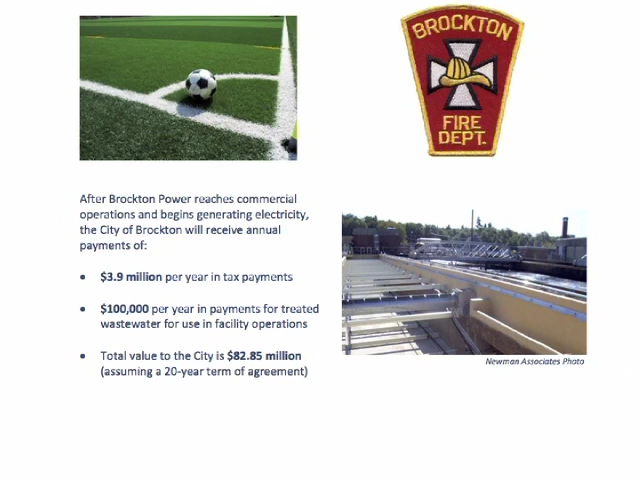 BROCKTON
FIRE
DEPT.
After Brockton Power reaches commercial
operations and begins generating electricity,
the City of Brockton will receive annual
payments of:
• $3.9 million per year in tax payments
• $100,000 per year in payments for treated
wastewater for use in facility operations
• Total value to the City is $82.85 million
(assuming a 20-year term of agreement)
Newman Associates Photo